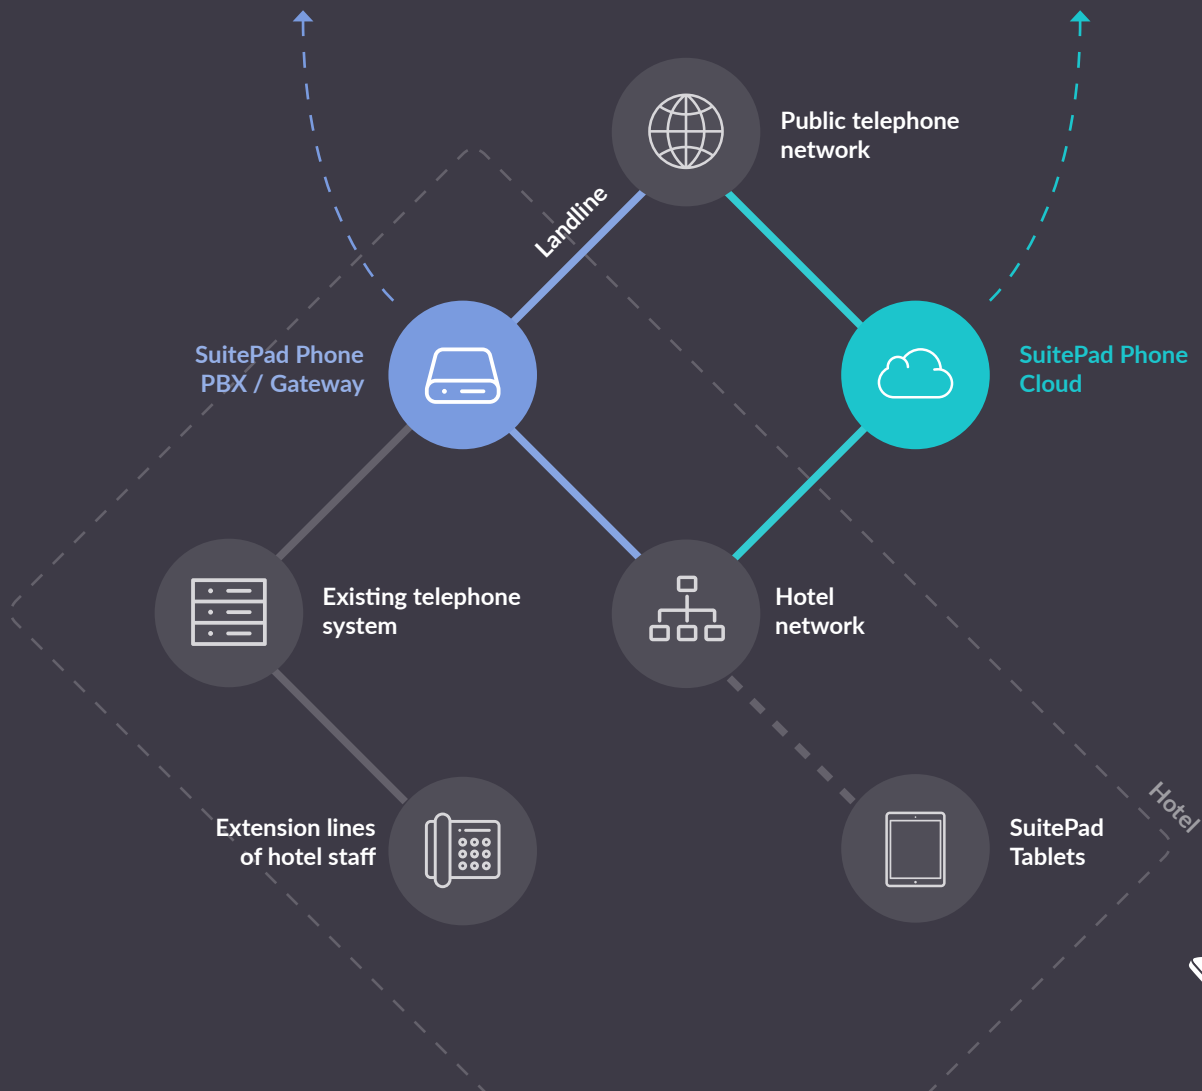 Public telephone
network
Landline
SuitePad Phone
PBX / Gateway
SuitePad Phone
Cloud
Existing telephone
system
Hotel
network
Hotel
Extension lines
of hotel staff
SuitePad
Tablets